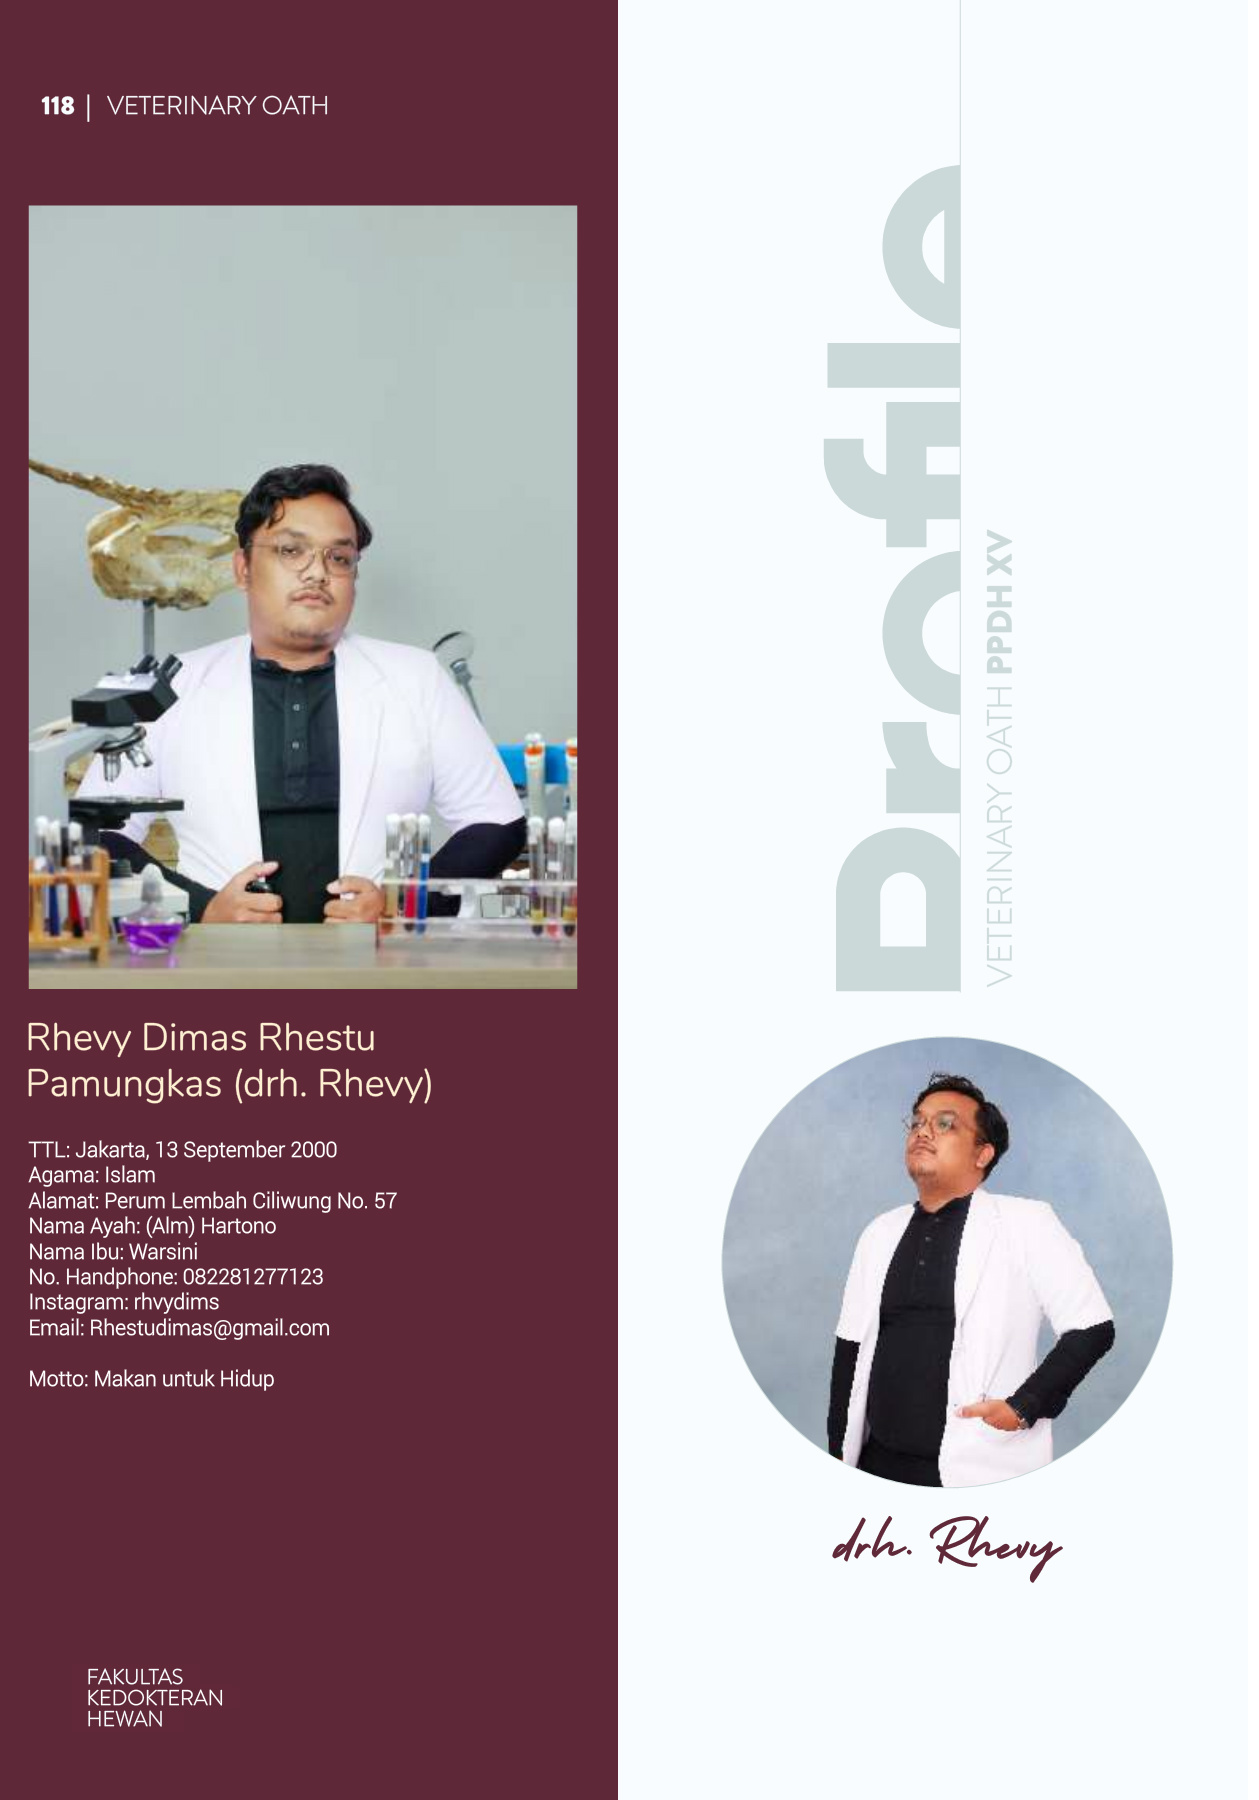 118 | VETERINARY OATH
Rhevy Dimas Rhestu
Pamungkas (drh. Rhevy)
TTL: Jakarta, 13 September 2000
Agama: Islam
Alamat: Perum Lembah Ciliwung No. 57
Nama Ayah: (Alm) Hartono
Nama Ibu: Warsini
No. Handphone: 082281277123
Instagram: rhvydims
Email: Rhestudimas@gmail.com
Motto: Makan untuk Hidup
FAKULTAS
KEDOKTERAN
HEWAN
Profile
VETERINARY OATH PPDH XV
drh. Rhevy